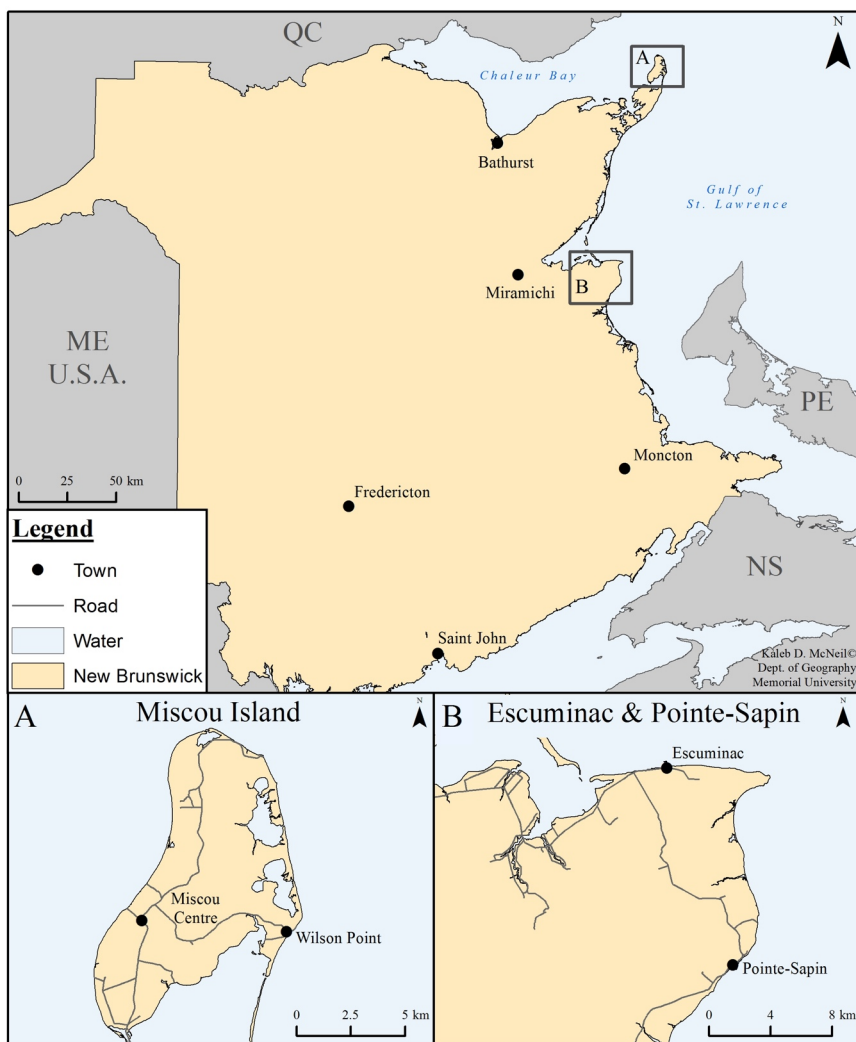 QC
N
A
Chaleur Bay
Bathurst
Gulf of
St. Lawrence
Miramichi
B
ME
U.S.A.
PE
0 25 50 km
Moncton
Fredericton
Legend
Town
Road
Water
New Brunswick
NS
Saint John
Kaleb D. McNeil©
Dept. of Geography
Memorial University
A
Miscou Island
N
Miscou
Centre
Wilson Point
0 2.5 5 km
B
Escuminac & Pointe-Sapin
N
Escuminac
Pointe-Sapin
0 4 8 km